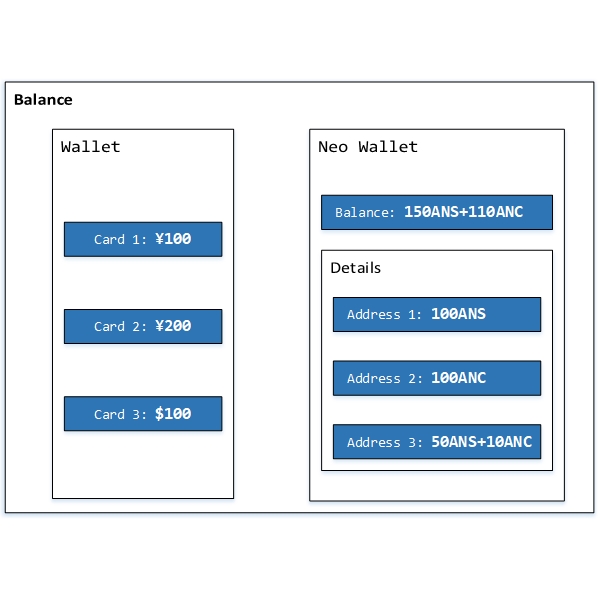 Balance
Wallet
Card 1: ¥100
Card 2: ¥200
Card 3: $100
Neo Wallet
Balance: 150ANS+110ANC
Details
Address 1: 100ANS
Address 2: 100ANC
Address 3: 50ANS+10ANC